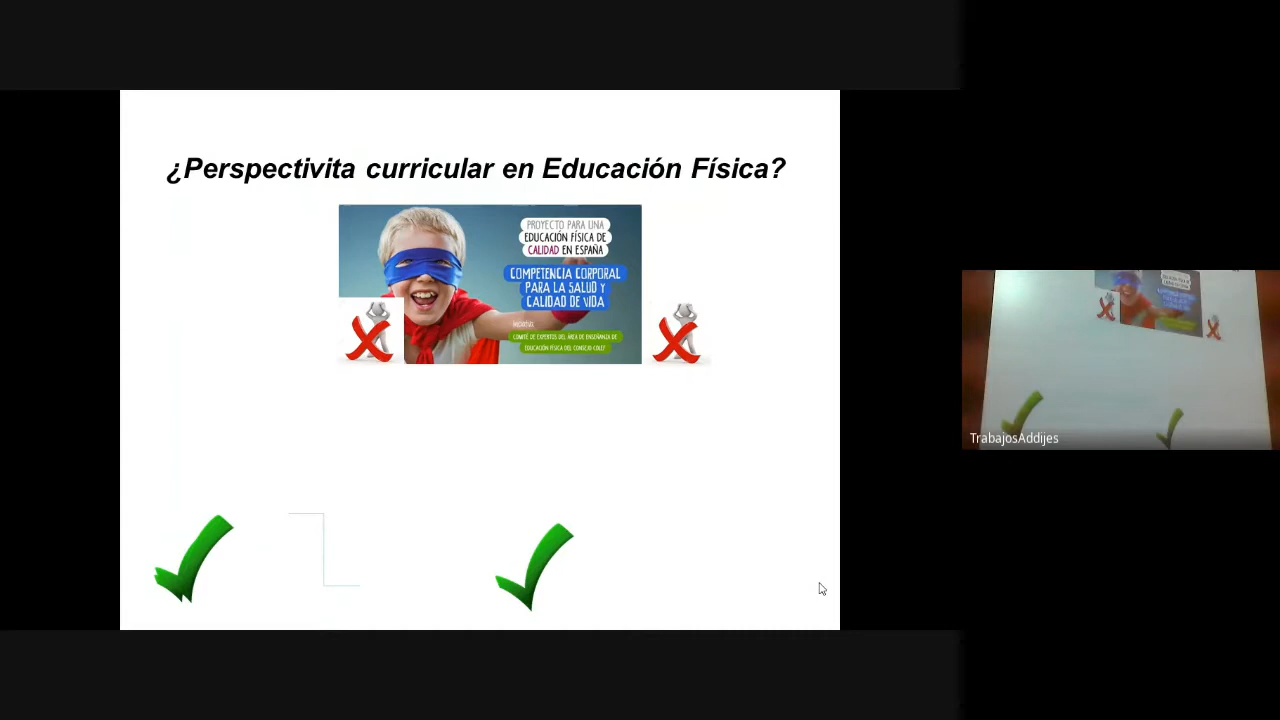 ¿Perspectivita curricular en Educación Física?
PROYECTO PARA UNA
EDUCACIÓN FÍSICA DE
CALIDAD EN ESPAÑA
COMPETENCIA CORPORAL
PARA LA SALUD Y
CALIDAD DE VIDA
COMITÉ DE EXPERTOS DEL ÁREA DE ENSEÑANZA DE
EDUCACIÓN FÍSICA DEL CONSEJO COLEF
TrabajosAddijes